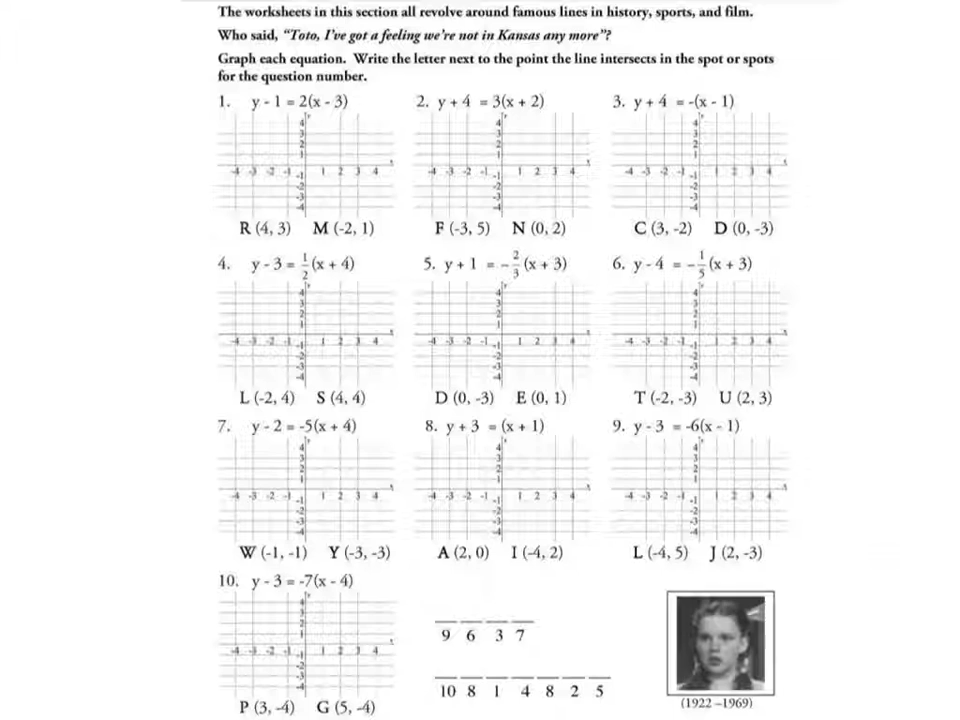 The worksheets in this section all revolve around famous lines in history, sports, and film.
Who said, “Toto, I’ve got a feeling we’re not in Kansas any more”?
Graph each equation. Write the letter next to the point the line intersects in the spot or spots
for the question number.
1. y - 1 = 2(x - 3) 2. y + 4 = 3(x + 2) 3. y + 4 = -(x - 1)
R (4, 3) M (-2, 1) F (-3, 5) N (0, 2) C (3, -2) D (0, -3)
4. y - 3 = 1/2 (x + 4) 5. y + 1 = - 2/3 (x + 3) 6. y - 4 = - 1/5 (x + 3)
L (-2, 4) S (4, 4) D (0, -3) E (0, 1) T (-2, -3) U (2, 3)
7. y - 2 = -5(x + 4) 8. y + 3 = (x + 1) 9. y - 3 = -6(x - 1)
W (-1, -1) Y (-3, -3) A (2, 0) I (-4, 2) L (-4, 5) J (2, -3)
10. y - 3 = -7(x - 4)
9 6 3 7
10 8 1 4 8 2 5
P (3, -4) G (5, -4)
(1922 –1969)